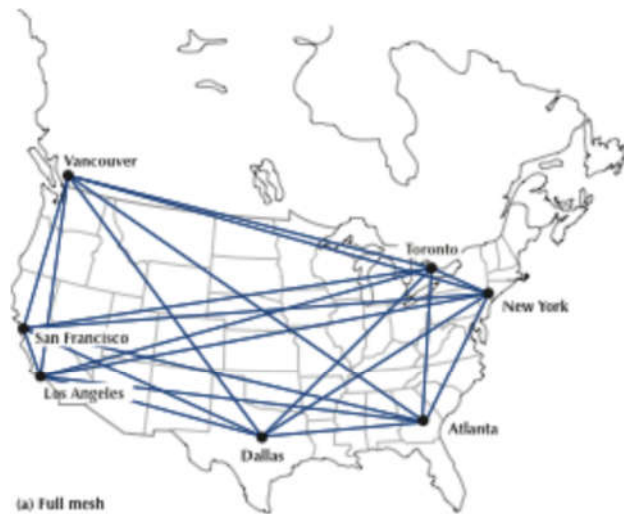 Vancouver
Toronto
New York
San Francisco
Los Angeles
Atlanta
Dallas
(a) Full mesh